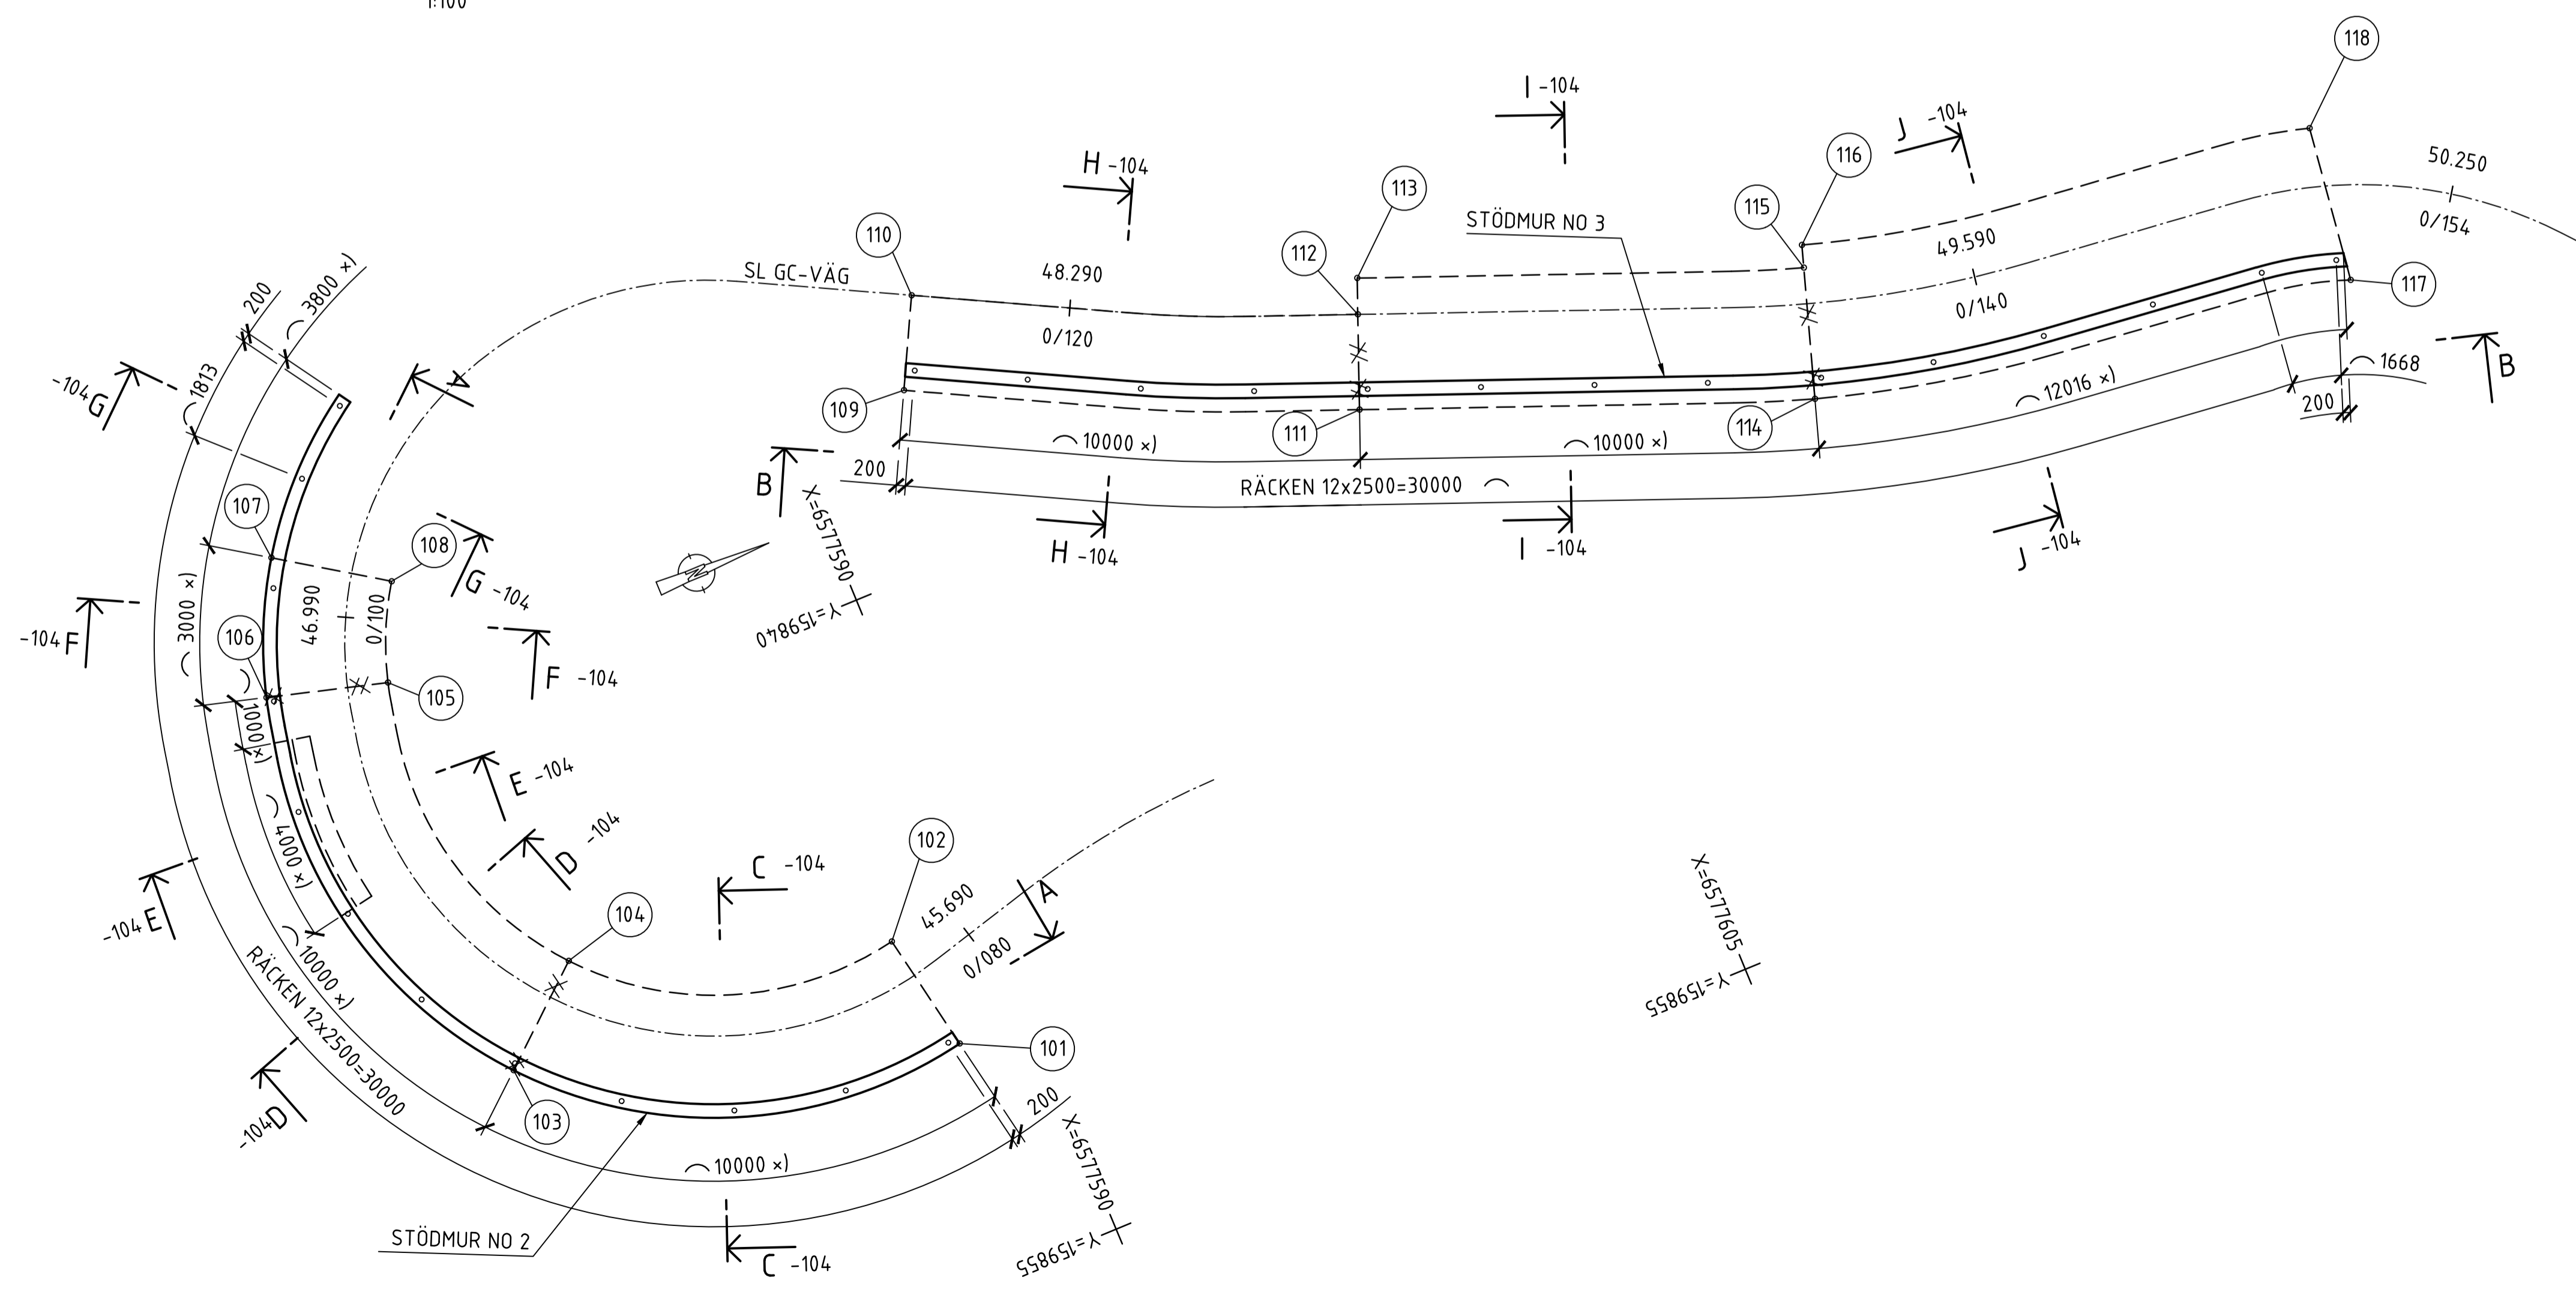 1:100
118
I -104
J -104
50.250
H -104
113
116
115
STÖDMUR NO 3
49.590
0/154
110
112
SL GC-VÄG
48.290
0/120
0/140
117
200
3800 x)
1813
-104 G
A
109
111
114
12016 x)
1668
B
200
10000 x)
10000 x)
200
B
RÄCKEN 12x2500=30000
H -104
I -104
J -104
107
108
G -104
X=6577590
Y=159840
N
3000 x)
46.990
0/100
-104 F
106
F -104
105
1000 x)
E -104
4000 x)
D -104
C -104
102
A
45.690
0/080
-104 E
104
10000 x)
RÄCKEN 12x2500=30000
X=6577605
Y=159855
101
-104 D
103
200
10000 x)
X=6577590
Y=159855
STÖDMUR NO 2
C -104